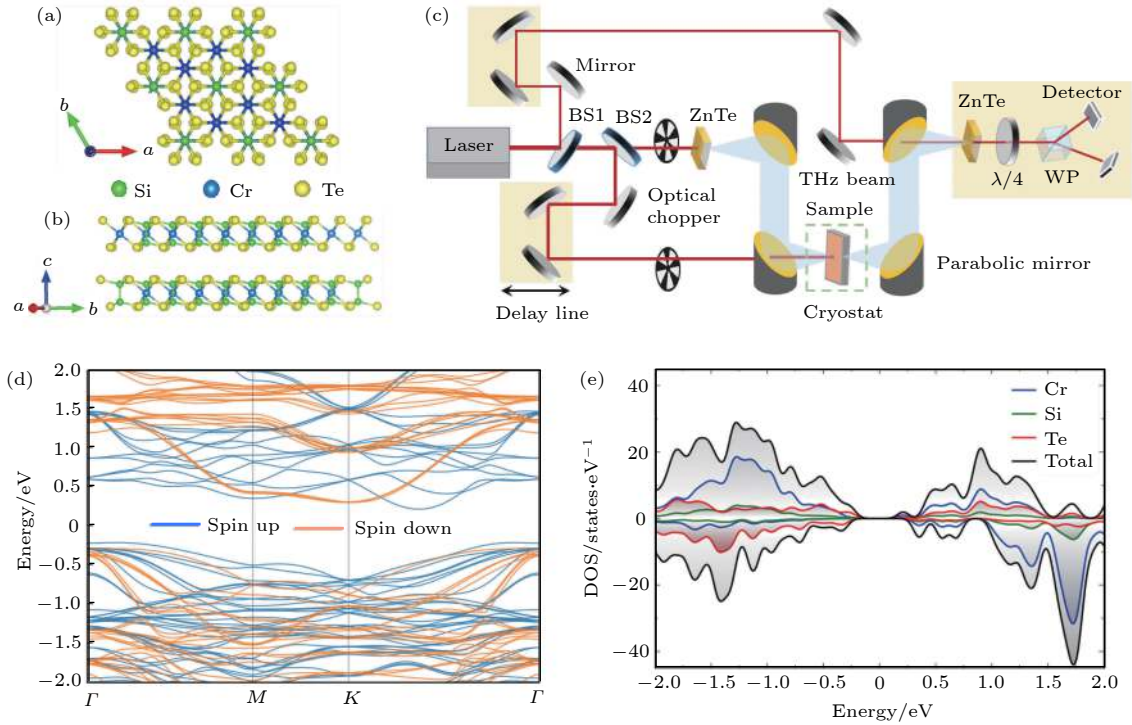 (a)
b
a
Si
Cr
Te
(b)
c
a
b
(c)
Mirror
BS1
BS2
ZnTe
Laser
Optical
chopper
Delay line
THz beam
Sample
Cryostat
Parabolic mirror
ZnTe
λ/4
WP
Detector
(d)
Energy/eV
2.0
1.5
1.0
0.5
0
−0.5
−1.0
−1.5
−2.0
Spin up
Spin down
Γ
M
K
Γ
(e)
DOS/states·eV⁻¹
40
20
0
−20
−40
Cr
Si
Te
Total
−2.0
−1.5
−1.0
−0.5
0
0.5
1.0
1.5
2.0
Energy/eV